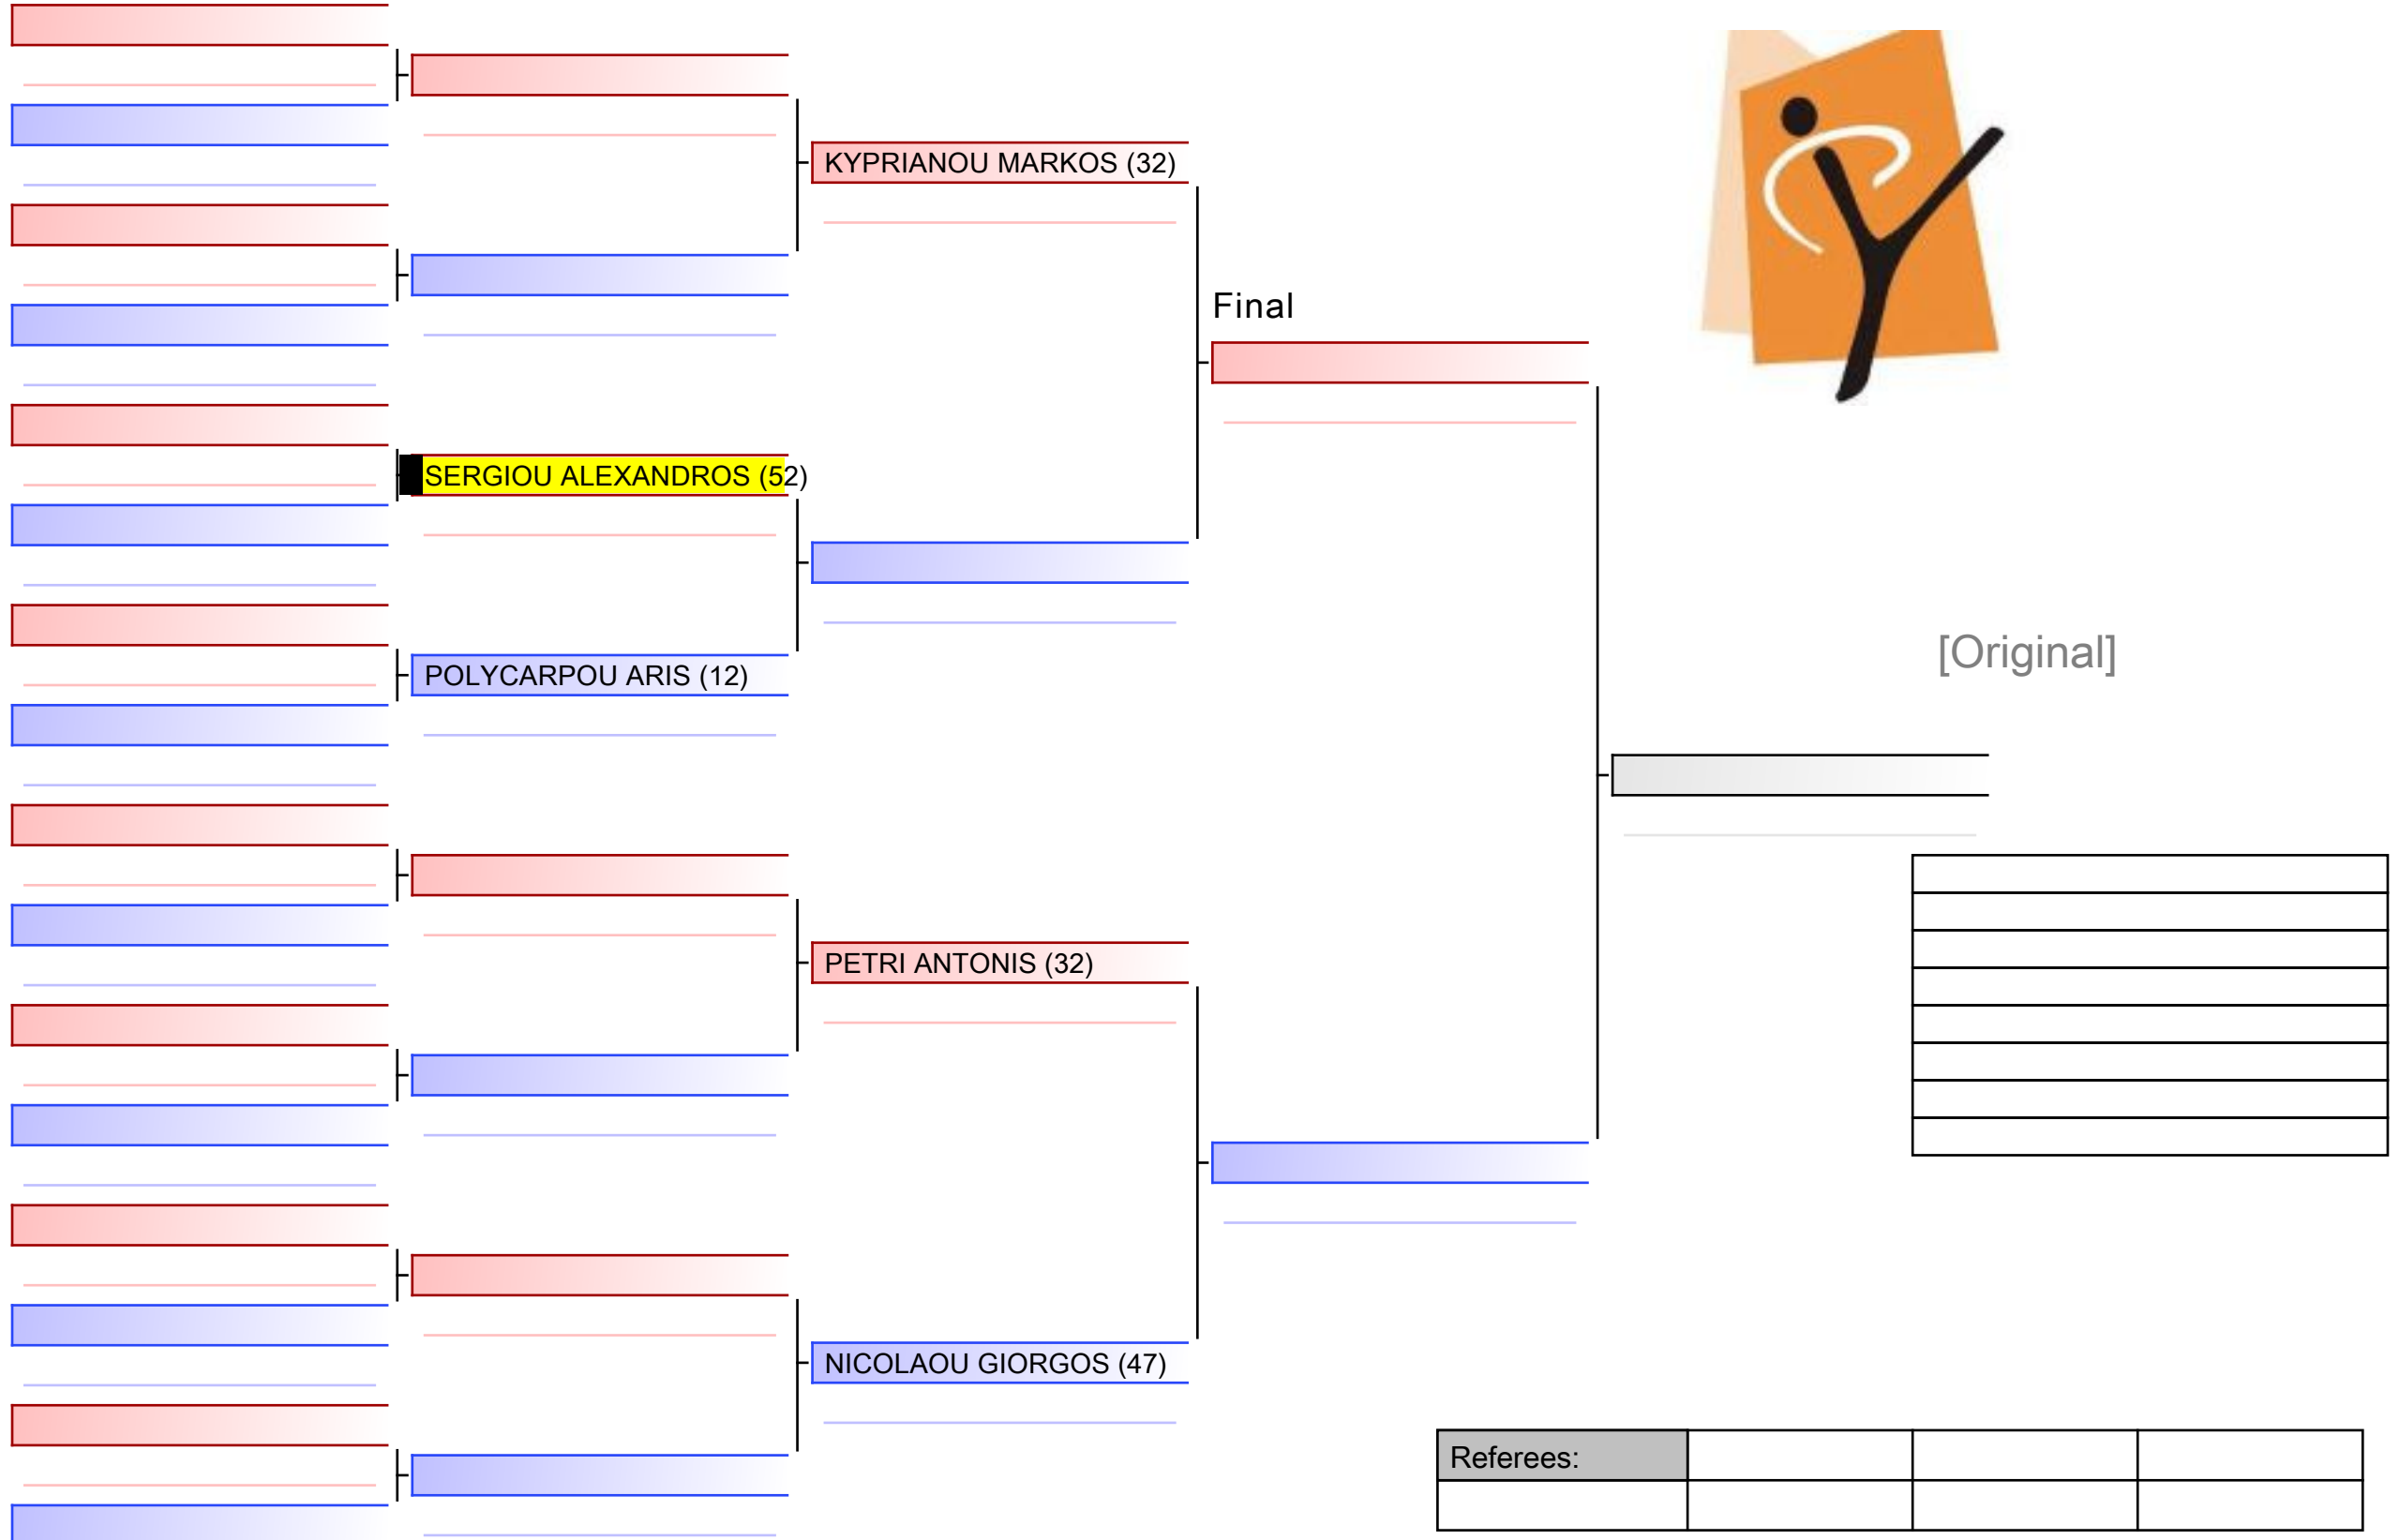 KYPRIANOU MARKOS (32)
Final
SERGIOU ALEXANDROS (52)
POLYCARPOU ARIS (12)
[Original]
PETRI ANTONIS (32)
NICOLAOU GIORGOS (47)
Referees: